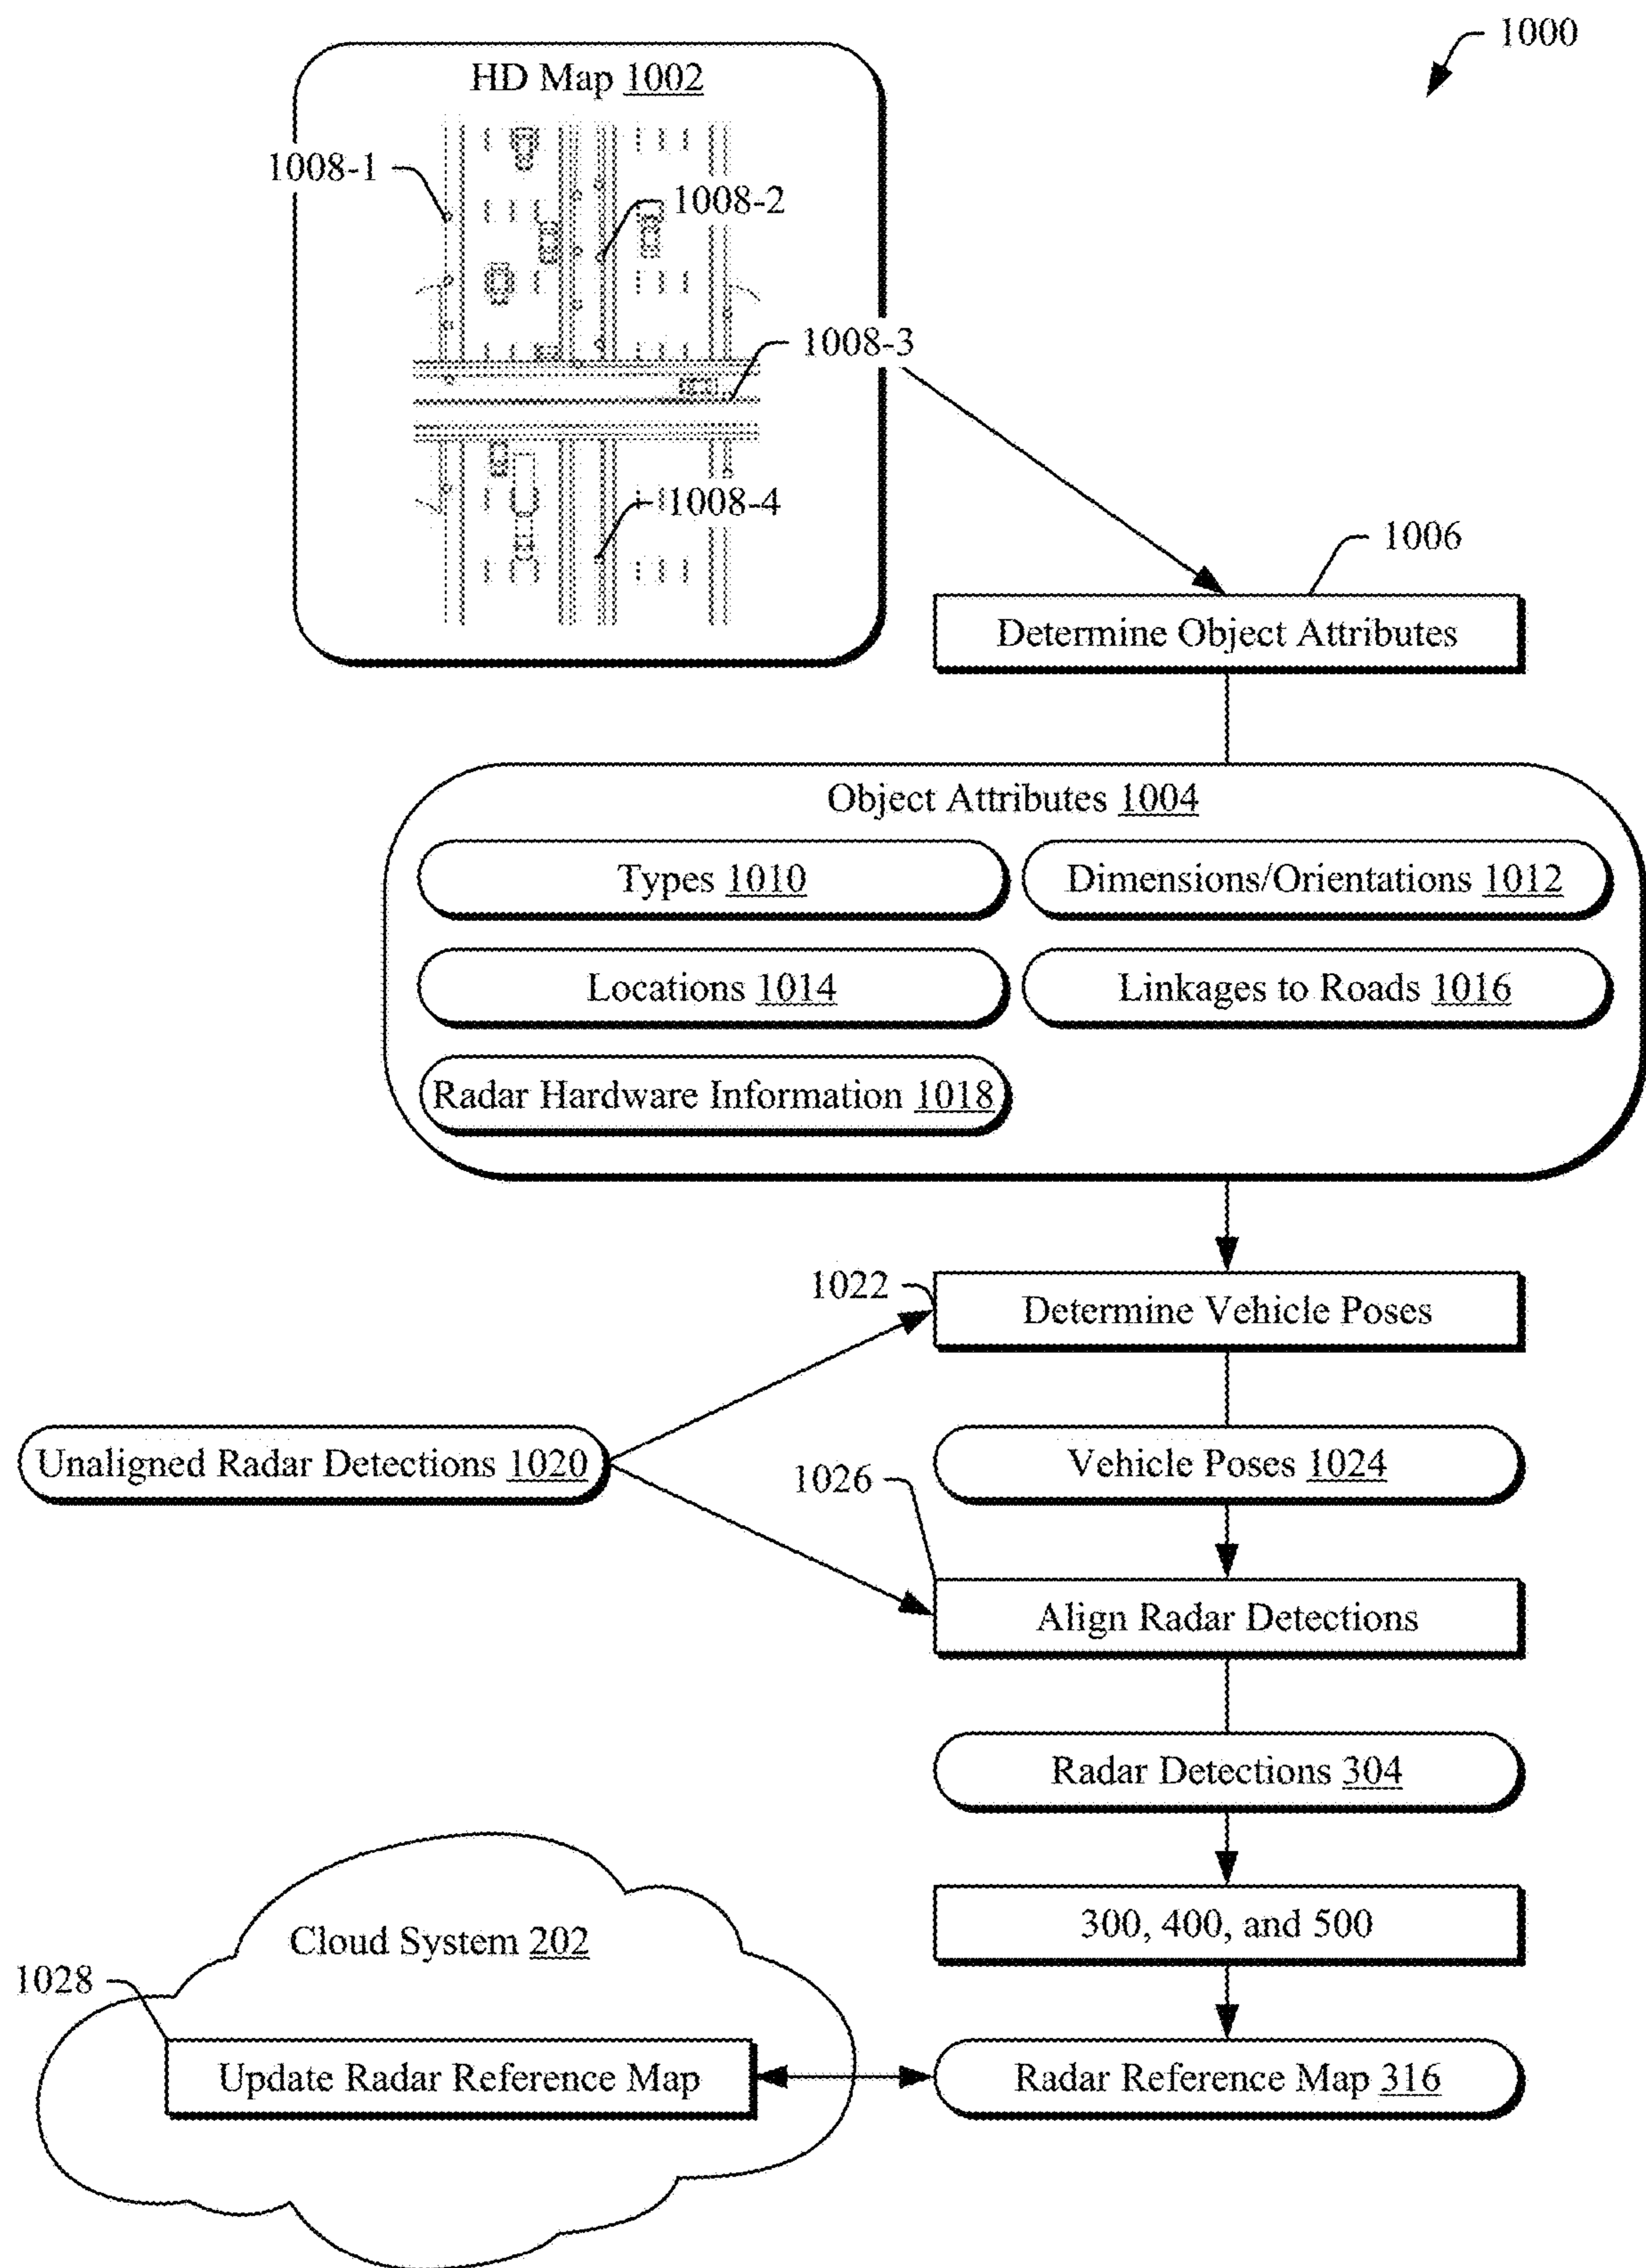 1000
HD Map 1002
1008-1
1008-2
1008-3
1008-4
1006
Determine Object Attributes
Object Attributes 1004
Types 1010
Dimensions/Orientations 1012
Locations 1014
Linkages to Roads 1016
Radar Hardware Information 1018
1022
Determine Vehicle Poses
Unaligned Radar Detections 1020
Vehicle Poses 1024
1026
Align Radar Detections
Radar Detections 304
300, 400, and 500
Cloud System 202
1028
Update Radar Reference Map
Radar Reference Map 316